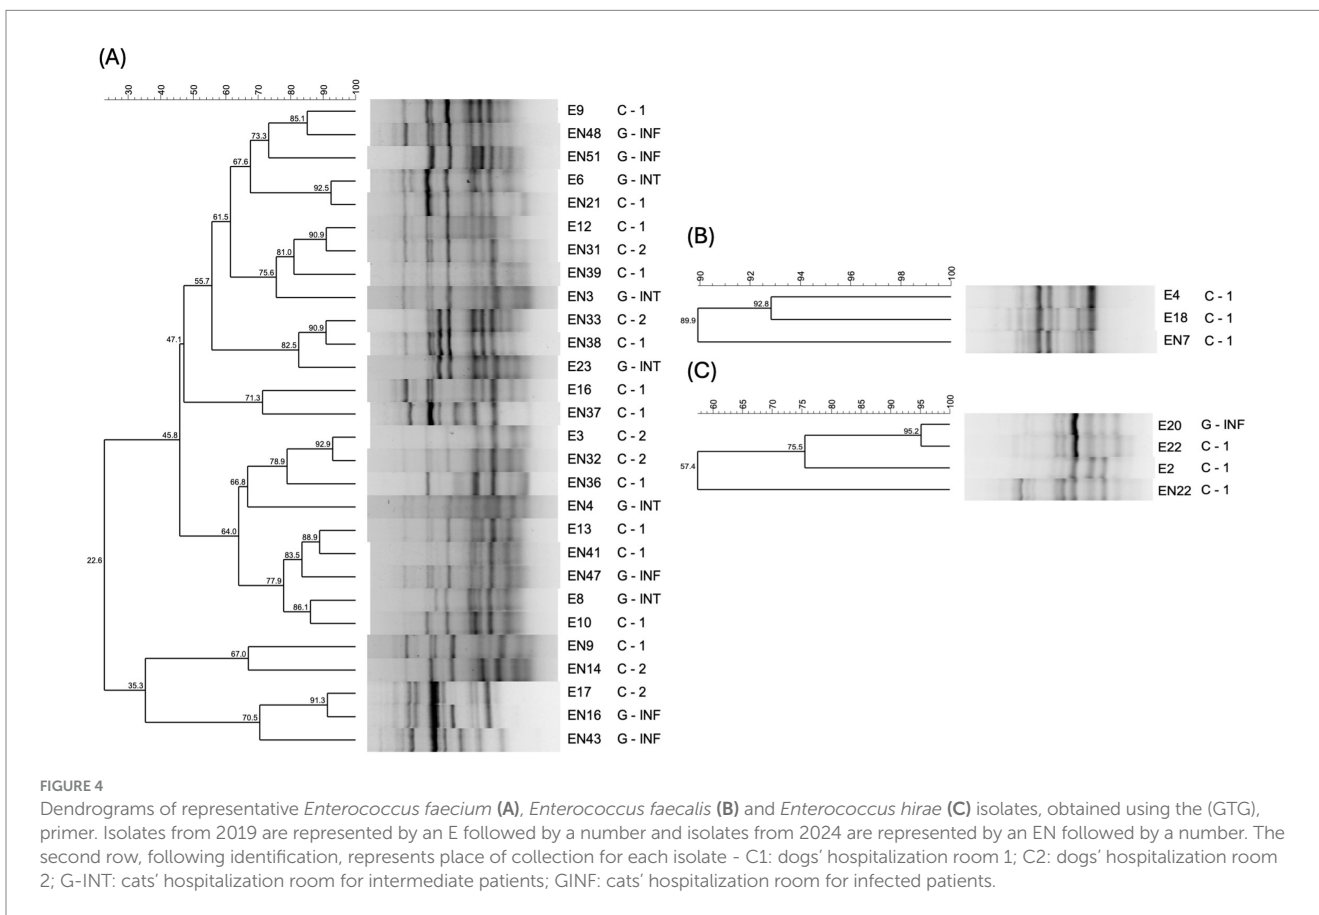 (A)
30 40 50 60 70 80 90 100
E9 C - 1
85.1
EN48 G - INF
73.3
EN51 G - INF
67.6
E6 G - INT
92.5
EN21 C - 1
61.5
E12 C - 1
90.9
EN31 C - 2
81.0
EN39 C - 1
75.6
EN3 G - INT
55.7
EN33 C - 2
90.9
EN38 C - 1
82.5
E23 G - INT
47.1
E16 C - 1
71.3
EN37 C - 1
45.8
E3 C - 2
92.9
EN32 C - 2
78.9
EN36 C - 1
66.8
EN4 G - INT
64.0
E13 C - 1
88.9
EN41 C - 1
83.5
EN47 G - INF
77.9
E8 G - INT
86.1
E10 C - 1
22.6
EN9 C - 1
67.0
EN14 C - 2
35.3
E17 C - 2
91.3
EN16 G - INF
70.5
EN43 G - INF
(B)
90 92 94 96 98 100
E4 C - 1
92.8
E18 C - 1
89.9
EN7 C - 1
(C)
60 65 70 75 80 85 90 95 100
E20 G - INF
95.2
E22 C - 1
75.5
E2 C - 1
57.4
EN22 C - 1
FIGURE 4
Dendrograms of representative Enterococcus faecium (A), Enterococcus faecalis (B) and Enterococcus hirae (C) isolates, obtained using the (GTG),
primer. Isolates from 2019 are represented by an E followed by a number and isolates from 2024 are represented by an EN followed by a number. The
second row, following identification, represents place of collection for each isolate - C1: dogs' hospitalization room 1; C2: dogs' hospitalization room
2; G-INT: cats' hospitalization room for intermediate patients; GINF: cats' hospitalization room for infected patients.